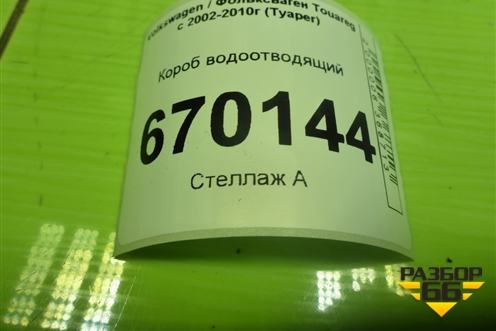 Volkswagen / Фольксваген Touareg
с 2002-2010г (Туарег)
Короб водоотводящий
670144
Стеллаж А
РАЗБОР
66